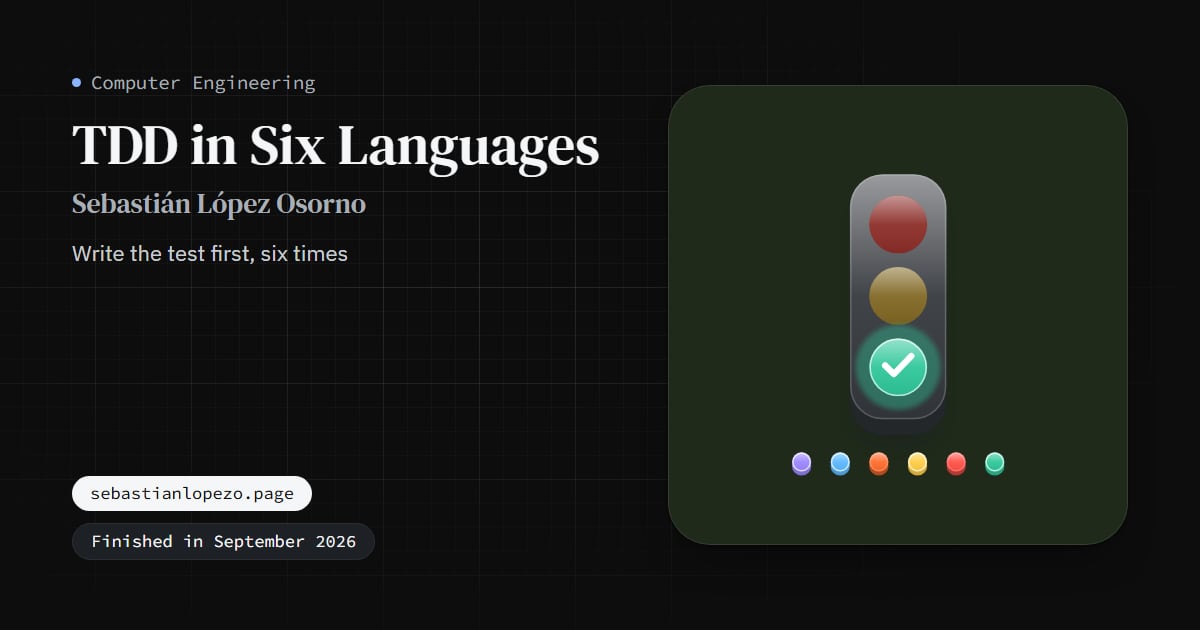 Computer Engineering
TDD in Six Languages
Sebastián López Osorno
Write the test first, six times
sebastianlopezo.page
Finished in September 2026